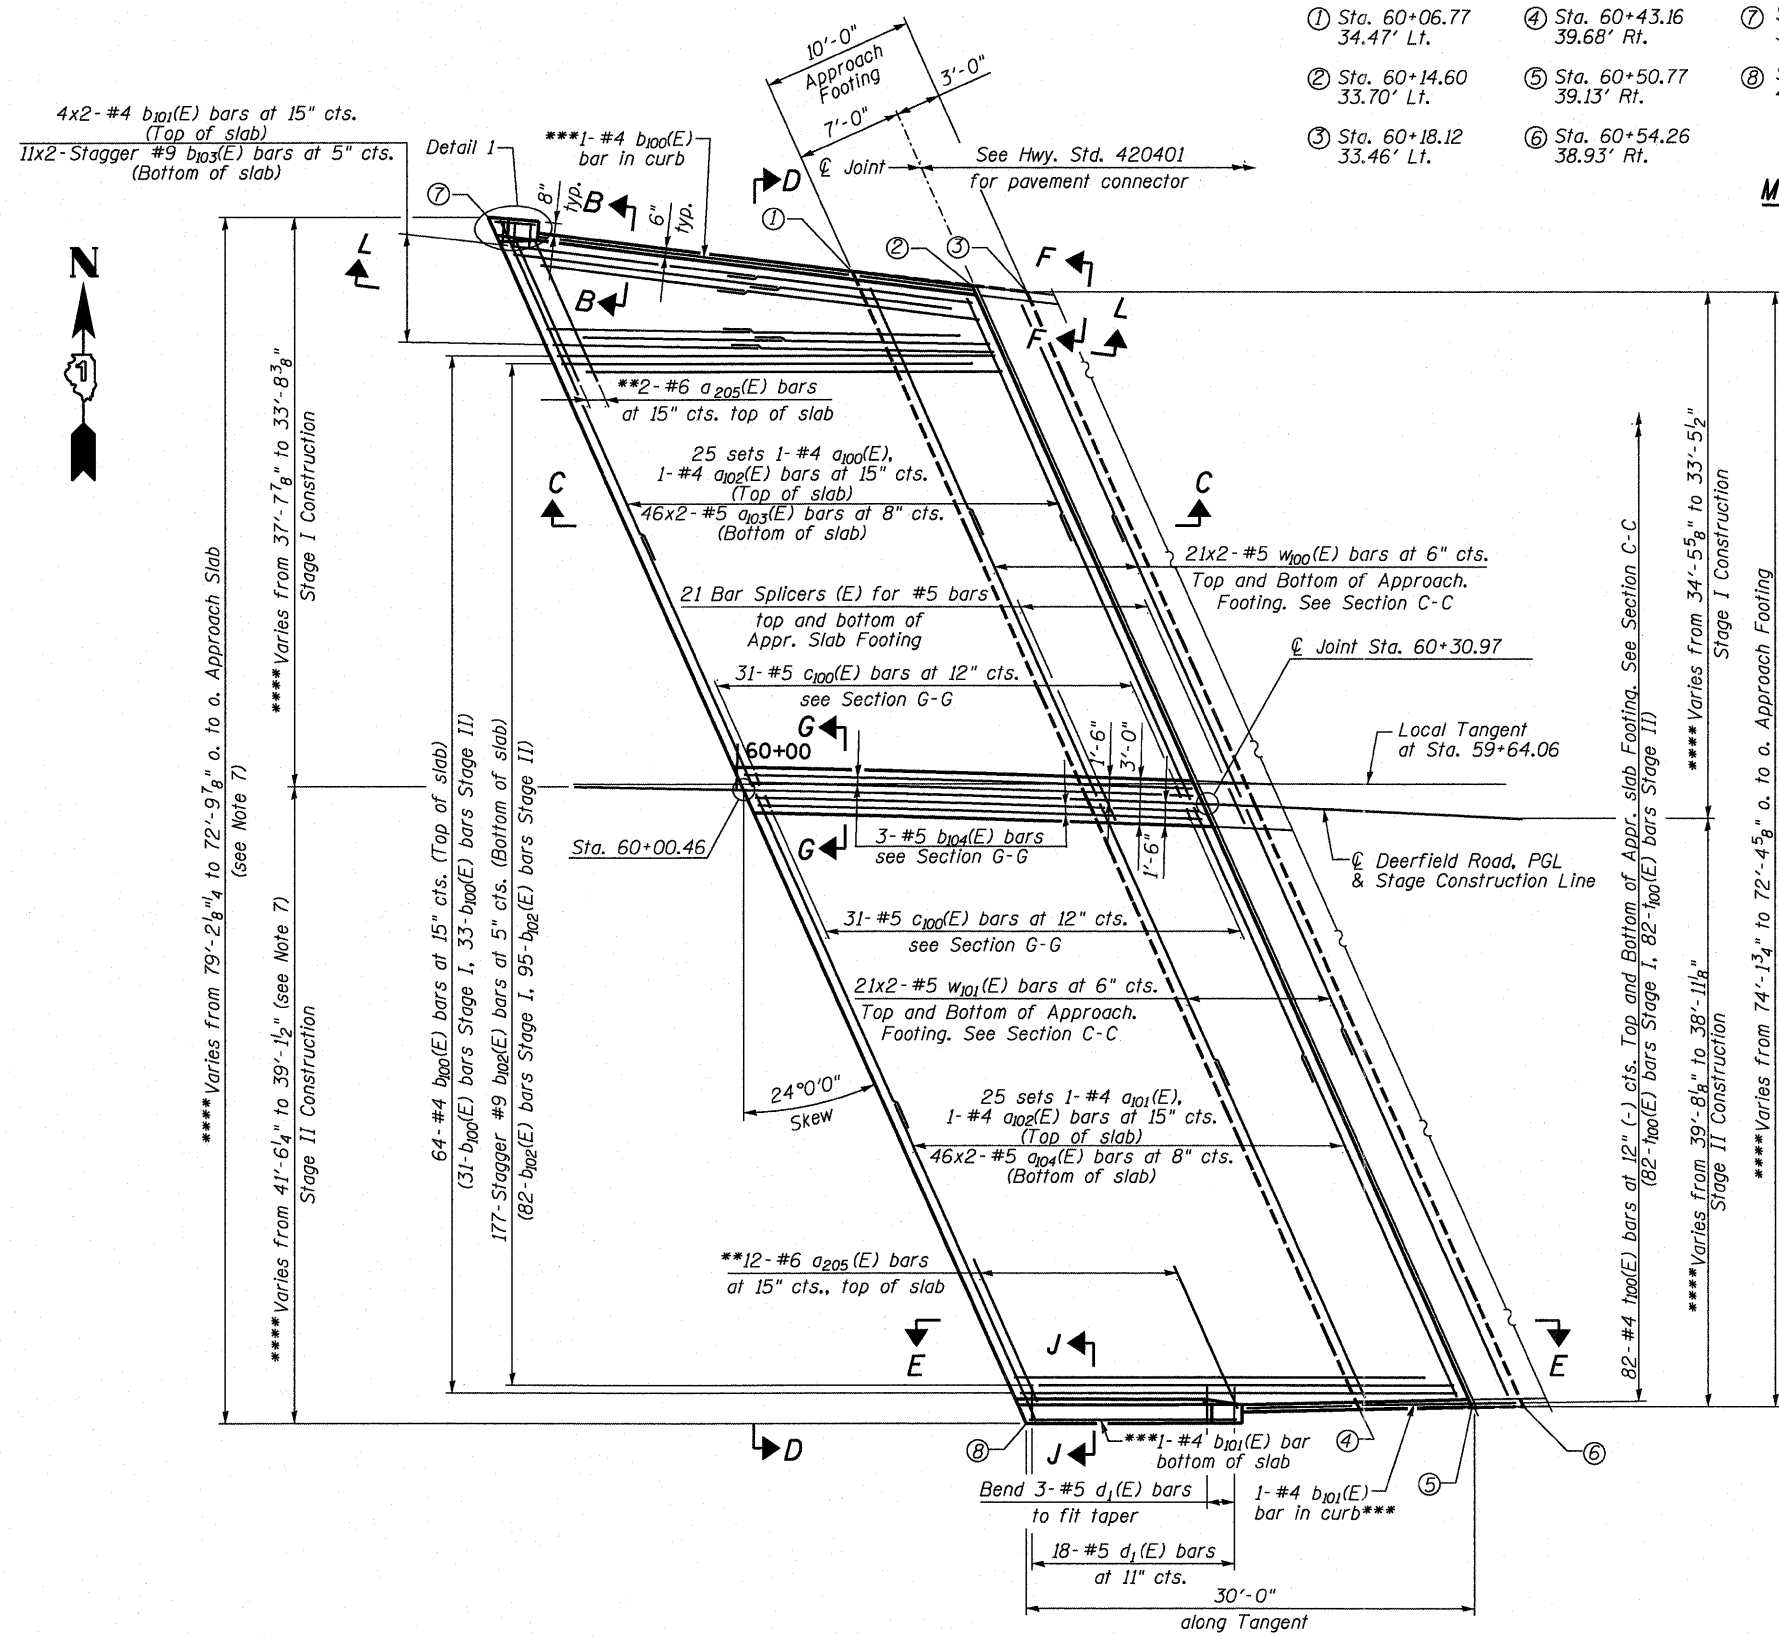 ① Sta. 60+06.77
34.47' Lt.
② Sta. 60+14.60
33.70' Lt.
③ Sta. 60+18.12
33.46' Lt.
④ Sta. 60+43.16
39.68' Rt.
⑤ Sta. 60+50.77
39.13' Rt.
⑥ Sta. 60+54.26
38.93' Rt.
⑦
⑧
10'-0"
Approach
Footing
3'-0"
7'-0"
4x2-#4 b101(E) bars at 15" cts.
(Top of slab)
11x2-Stagger #9 b103(E) bars at 5" cts.
(Bottom of slab)
Detail 1
***1-#4 b100(E)
bar in curb
℄ Joint
See Hwy. Std. 420401
for pavement connector
8"
typ.
6"
typ.
B
B
D
⑦
①
②
③
F
F
L
L
N
1
**2-#6 a205(E) bars
at 15" cts. top of slab
25 sets 1-#4 a100(E),
1-#4 a102(E) bars at 15" cts.
(Top of slab)
46x2-#5 a103(E) bars at 8" cts.
(Bottom of slab)
C
C
21x2-#5 w100(E) bars at 6" cts.
Top and Bottom of Approach.
Footing. See Section C-C
21 Bar Splicers (E) for #5 bars
top and bottom of
Appr. Slab Footing
℄ Joint Sta. 60+30.97
31-#5 c100(E) bars at 12" cts.
see Section G-G
G
60+00
1'-6"
3'-0"
Local Tangent
at Sta. 59+64.06
Sta. 60+00.46
G
3-#5 b104(E) bars
see Section G-G
1'-6"
℄ Deerfield Road, PGL
& Stage Construction Line
31-#5 c100(E) bars at 12" cts.
see Section G-G
21x2-#5 w101(E) bars at 6" cts.
Top and Bottom of Approach.
Footing. See Section C-C
24°0'0"
Skew
25 sets 1-#4 a101(E),
1-#4 a102(E) bars at 15" cts.
(Top of slab)
46x2-#5 a104(E) bars at 8" cts.
(Bottom of slab)
**12-#6 a205(E) bars
at 15" cts., top of slab
E
J
E
D
⑧
J
***1-#4 b101(E) bar
bottom of slab
④
⑤
⑥
Bend 3-#5 d1(E) bars
to fit taper
1-#4 b101(E)
bar in curb***
18-#5 d1(E) bars
at 11" cts.
30'-0"
along Tangent
(see Note 7)
****Varies from 37'-7 7/8" to 33'-8 3/8"
Stage I Construction
****Varies from 41'-6 1/4" to 39'-1 1/2" (see Note 7)
Stage II Construction
64-#4 b100(E) bars at 15" cts. (Top of slab)
(31-b100(E) bars Stage I, 33-b100(E) bars Stage II)
177-Stagger #9 b102(E) bars at 5" cts. (Bottom of slab)
(82-b102(E) bars Stage I, 95-b102(E) bars Stage II)
82-#4 t100(E) bars at 12" (-) cts. Top and Bottom of Appr. slab Footing. See Section C-C
(82-t100(E) bars Stage I, 82-t100(E) bars Stage II)
****Varies from 34'-5 5/8" to 33'-5 1/2"
Stage I Construction
****Varies from 39'-8 1/8" to 38'-11 1/8"
Stage II Construction
****Varies from 74'-1 3/4" to 72'-4 5/8" o. to o. Approach Footing